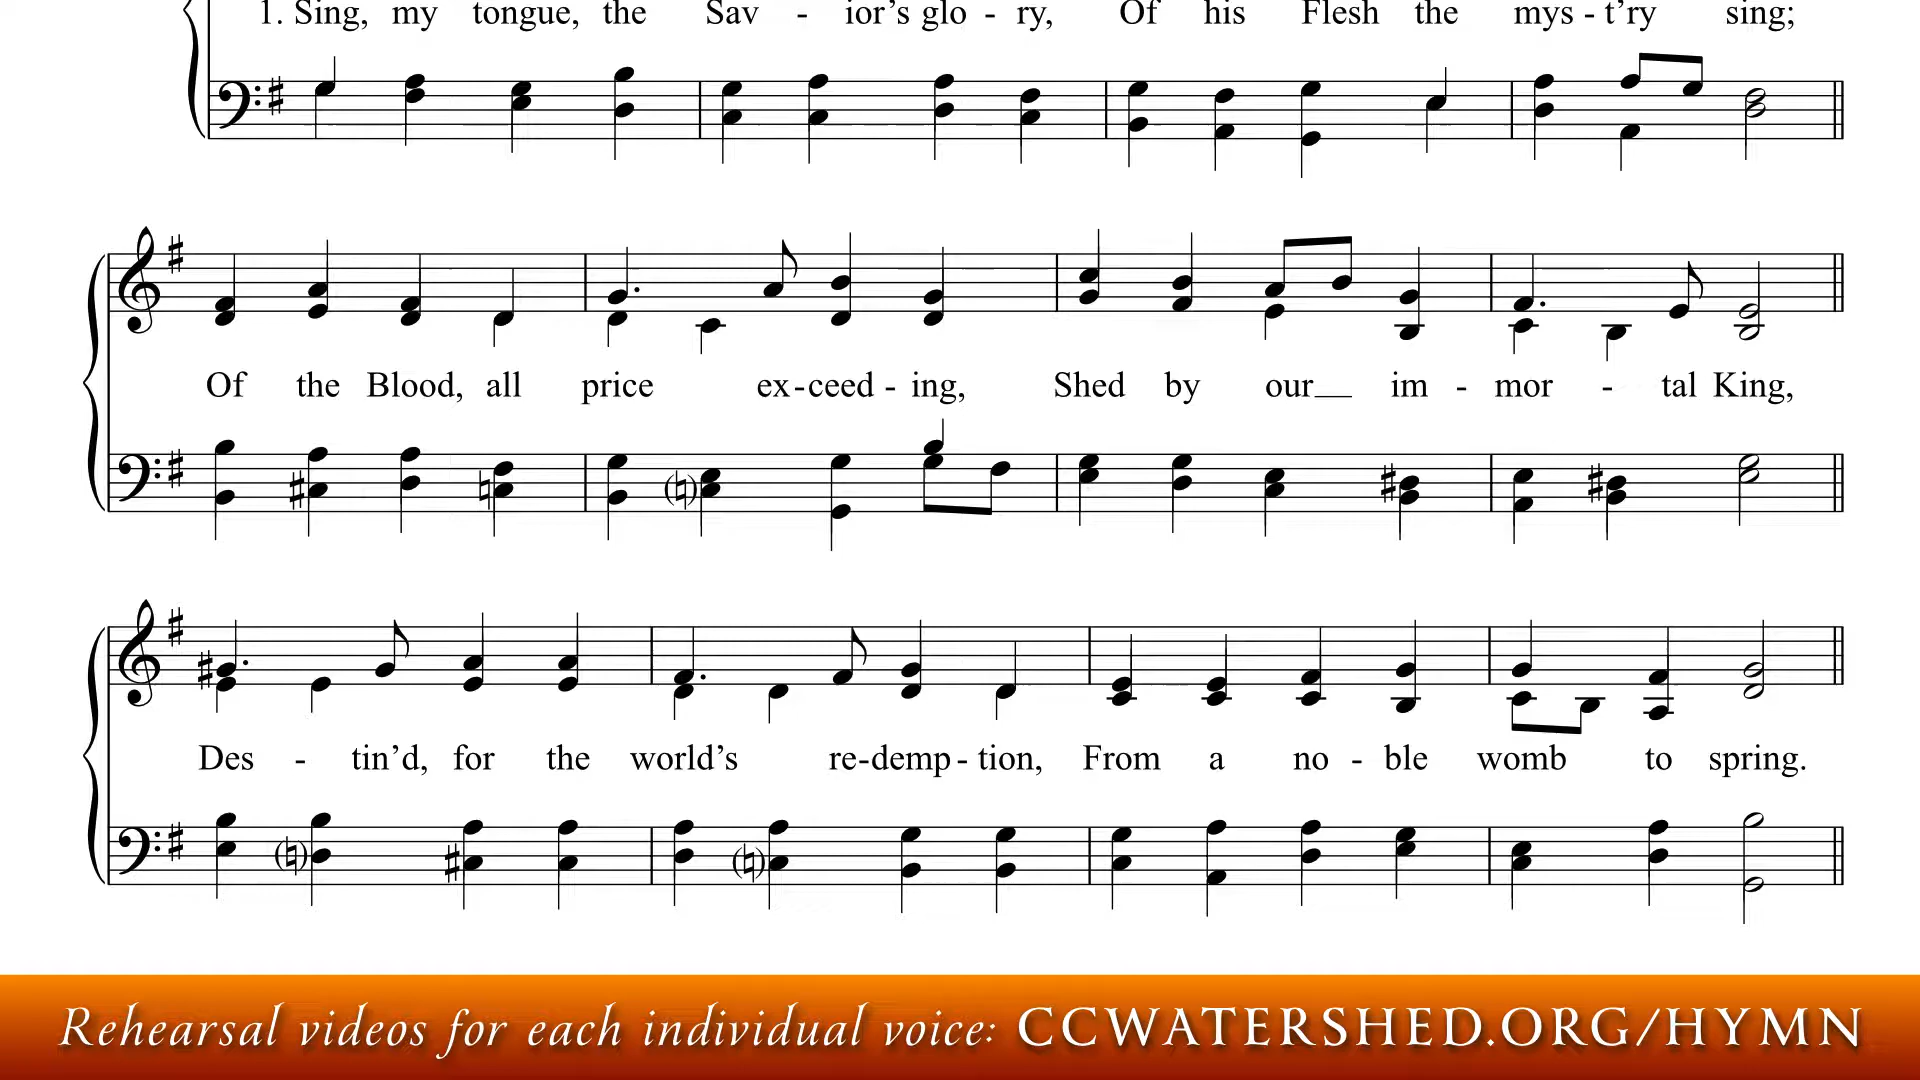 1. Sing, my tongue, the Sav - ior’s glo - ry, Of his Flesh the mys - t’ry sing;
Of the Blood, all price ex - ceed - ing, Shed by our__ im - mor - tal King,
Des - tin’d, for the world’s re - demp - tion, From a no - ble womb to spring.
Rehearsal videos for each individual voice: CCWATERSHED.ORG/HYMN